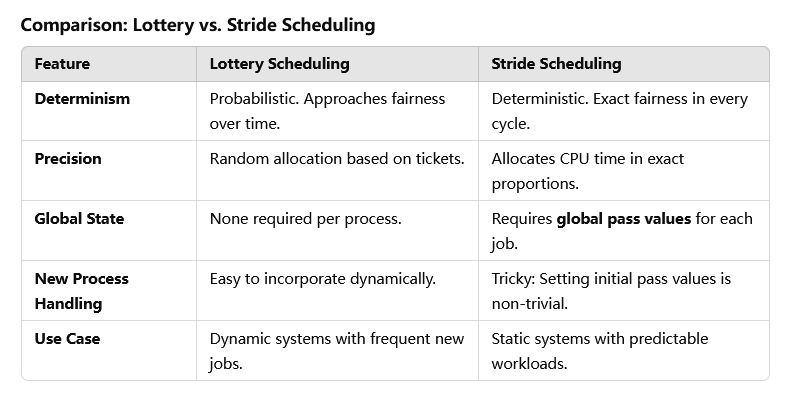 Comparison: Lottery vs. Stride Scheduling
Feature Lottery Scheduling Stride Scheduling
Determinism Probabilistic. Approaches fairness Deterministic. Exact fairness in every
over time. cycle.
Precision Random allocation based on tickets. Allocates CPU time in exact
proportions.
Global State None required per process. Requires global pass values for each
job.
New Process Easy to incorporate dynamically. Tricky: Setting initial pass values is
Handling non-trivial.
Use Case Dynamic systems with frequent new Static systems with predictable
jobs. workloads.